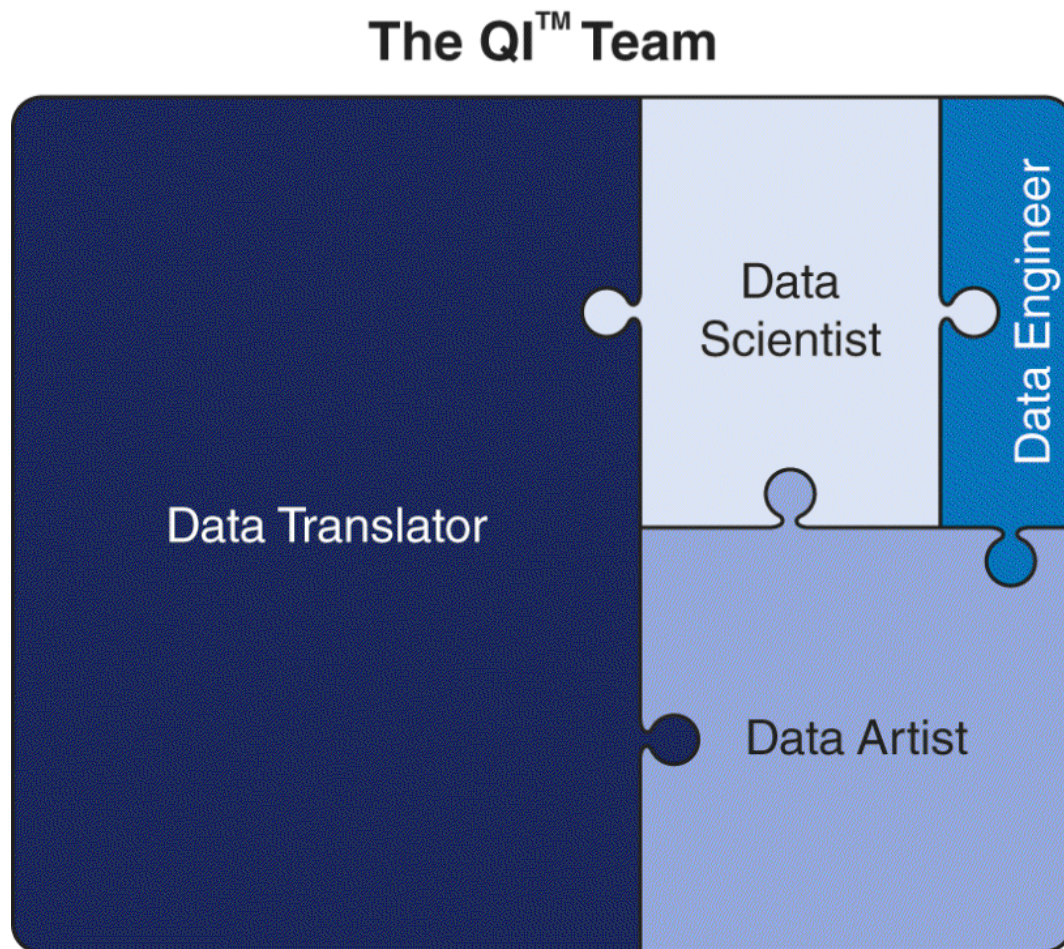 The QI™ Team
Data
Scientist
Data Engineer
Data Translator
Data Artist